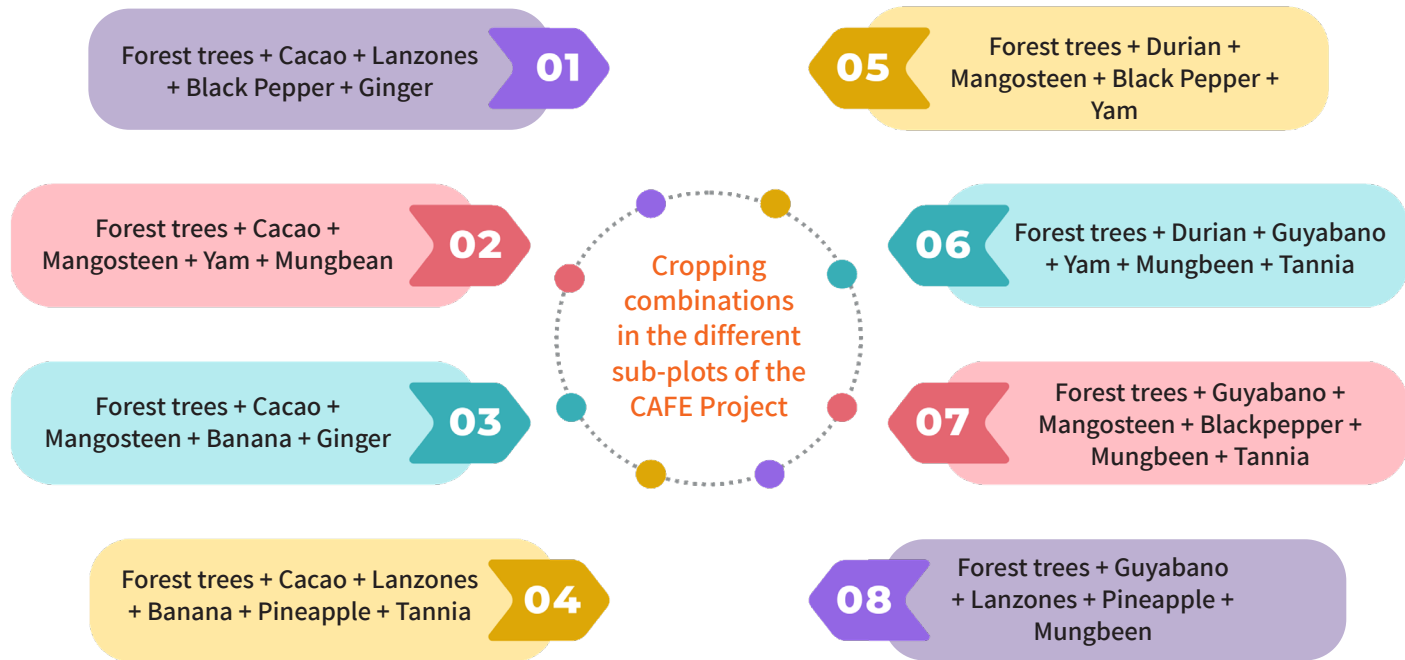 Forest trees + Cacao + Lanzones
+ Black Pepper + Ginger
01
Forest trees + Cacao +
Mangosteen + Yam + Mungbean
02
Forest trees + Cacao +
Mangosteen + Banana + Ginger
03
Forest trees + Cacao + Lanzones
+ Banana + Pineapple + Tannia
04
Cropping
combinations
in the different
sub-plots of the
CAFE Project
05
Forest trees + Durian +
Mangosteen + Black Pepper +
Yam
06
Forest trees + Durian + Guyabano
+ Yam + Mungbeen + Tannia
07
Forest trees + Guyabano +
Mangosteen + Blackpepper +
Mungbeen + Tannia
08
Forest trees + Guyabano
+ Lanzones + Pineapple +
Mungbeen